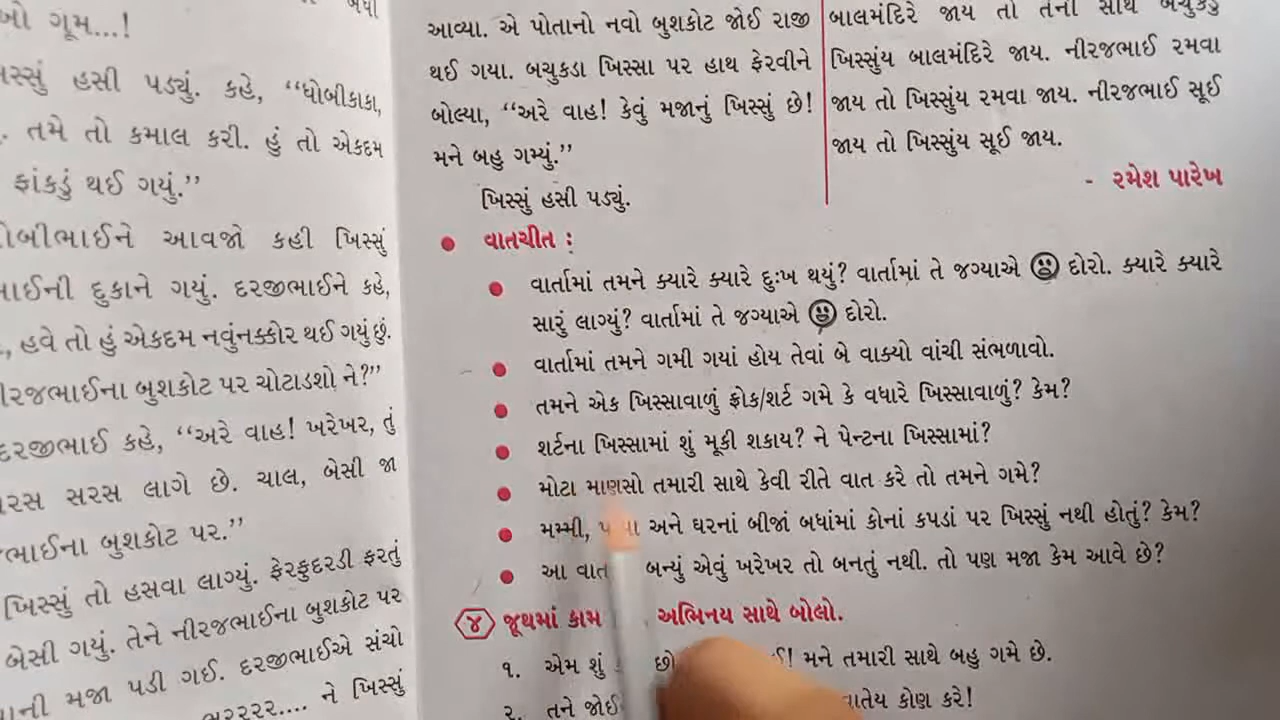 ગૂમ...!
હસી પડ્યું. કહે, “ધોબીકાકા,
તમે તો કમાલ કરી. હું તો એકદમ
ફાંકડું થઈ ગયું.”
આવજો કહી ખિસ્સું
દુકાને ગયું. દરજીભાઈને કહે,
હવે તો હું એકદમ નવુંનક્કોર થઈ ગયું છું.
બુશકોટ પર ચોટાડશો ને?”
દરજીભાઈ કહે, “અરે વાહ! ખરેખર, તું
સરસ લાગે છે. ચાલ, બેસી જા
બુશકોટ પર.”
ખિસ્સું તો હસવા લાગ્યું. ફેરફુદરડી ફરતું
બેસી ગયું. તેને નીરજભાઈના બુશકોટ પર
મજા પડી ગઈ. દરજીભાઈએ સંચો
ને ખિસ્સું
આવ્યા. એ પોતાનો નવો બુશકોટ જોઈ રાજી
થઈ ગયા. બચુકડા ખિસ્સા પર હાથ ફેરવીને
બોલ્યા, “અરે વાહ! કેવું મજાનું ખિસ્સું છે!
મને બહુ ગમ્યું.”
ખિસ્સું હસી પડ્યું.
બાલમંદિરે જાય તો તેની સાથે બચુકડું
ખિસ્સુંય બાલમંદિરે જાય. નીરજભાઈ રમવા
જાય તો ખિસ્સુંય રમવા જાય. નીરજભાઈ સૂઈ
જાય તો ખિસ્સુંય સૂઈ જાય.
- રમેશ પારેખ
● વાતચીત :
● વાર્તામાં તમને ક્યારે ક્યારે દુઃખ થયું? વાર્તામાં તે જગ્યાએ દોરો. ક્યારે ક્યારે
સારું લાગ્યું? વાર્તામાં તે જગ્યાએ દોરો.
● વાર્તામાં તમને ગમી ગયાં હોય તેવાં બે વાક્યો વાંચી સંભળાવો.
● તમને એક ખિસ્સાવાળું ફ્રોક/શર્ટ ગમે કે વધારે ખિસ્સાવાળું? કેમ?
● શર્ટના ખિસ્સામાં શું મૂકી શકાય? ને પેન્ટના ખિસ્સામાં?
● મોટા માણસો તમારી સાથે કેવી રીતે વાત કરે તો તમને ગમે?
● મમ્મી, અને ઘરનાં બીજાં બધાંમાં કોનાં કપડાં પર ખિસ્સું નથી હોતું? કેમ?
● આ બન્યું એવું ખરેખર તો બનતું નથી. તો પણ મજા કેમ આવે છે?
૪ જૂથમાં કામ અભિનય સાથે બોલો.
૧. એમ શું છો મને તમારી સાથે બહુ ગમે છે.
૨. તને જોઈ કોણ કરે!